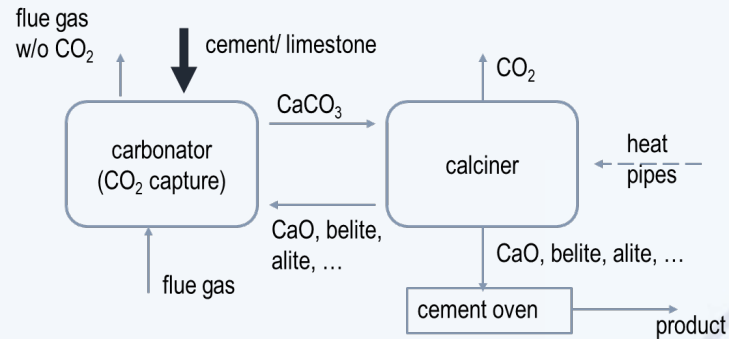 flue gas
w/o CO₂
cement/ limestone
CaCO₃
CO₂
carbonator
(CO₂ capture)
calciner
heat
pipes
CaO, belite,
alite, …
flue gas
CaO, belite, alite, …
cement oven
product